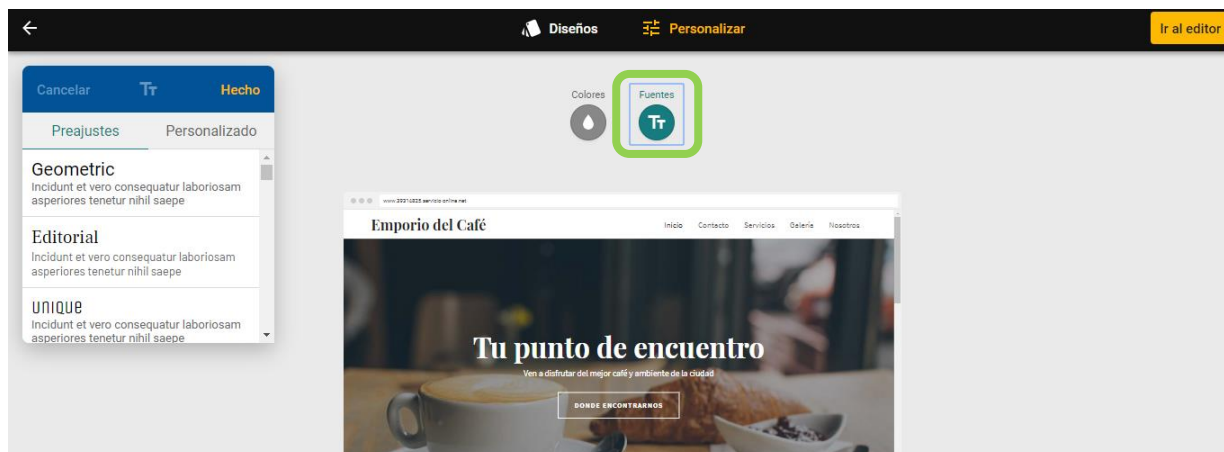 Diseños
Personalizar
Ir al editor
Cancelar
Tт
Hecho
Preajustes
Personalizado
Geometric
Incidunt et vero consequatur laboriosam
asperiores tenetur nihil saepe
Editorial
Incidunt et vero consequatur laboriosam
asperiores tenetur nihil saepe
UNIQUE
Incidunt et vero consequatur laboriosam
asperiores tenetur nihil saepe
Colores
Fuentes
Tт
Emporio del Café
Inicio Contacto Servicios Galería Nosotros
Tu punto de encuentro
Ven a disfrutar del mejor café y ambiente de la ciudad
DONDE ENCONTRARNOS